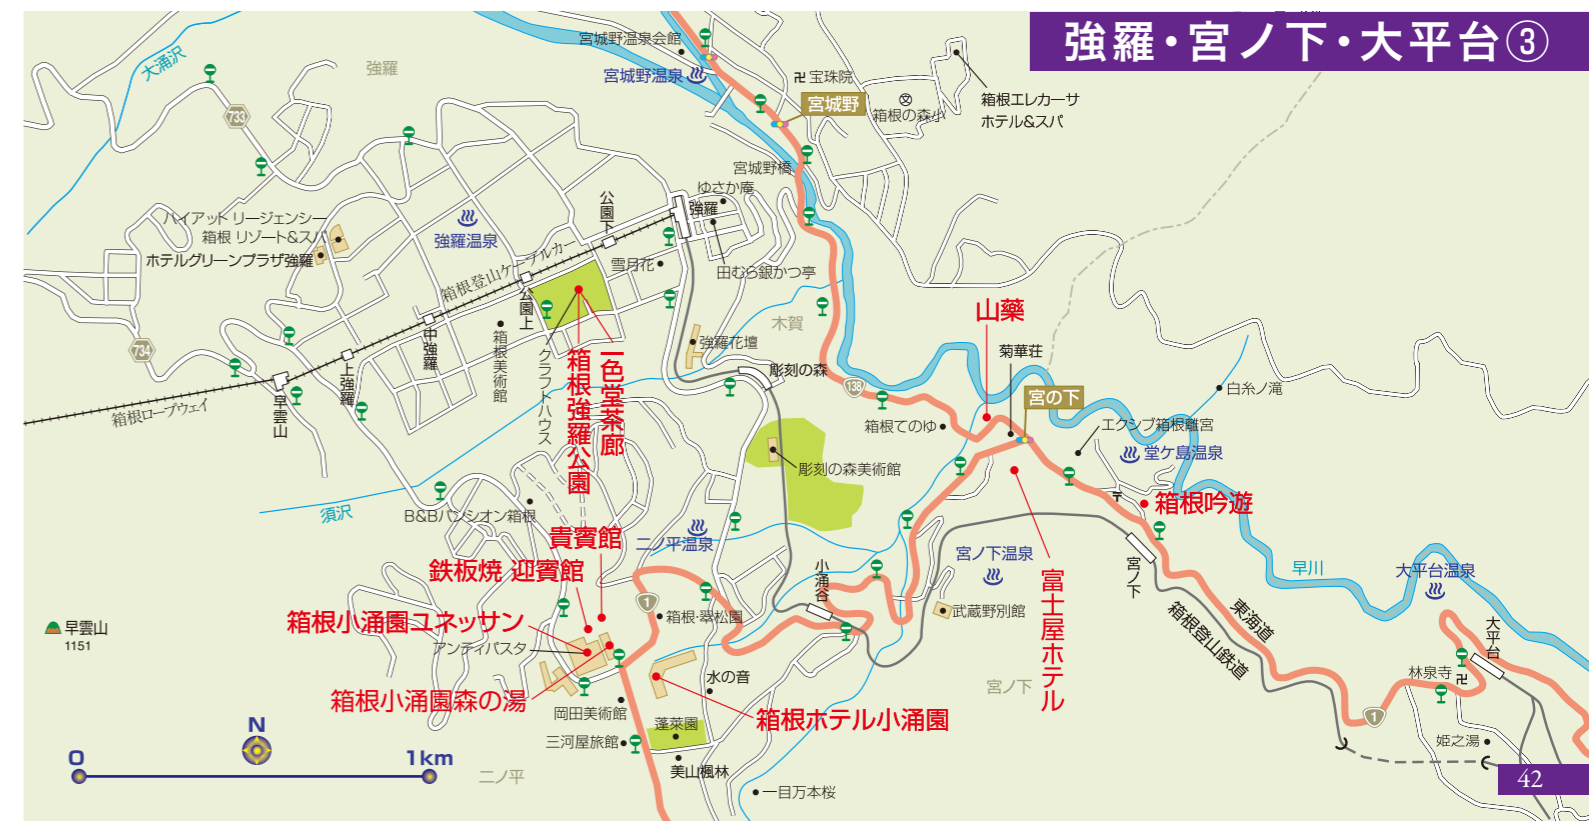 強羅・宮ノ下・大平台③
大涌沢
強羅
宮城野温泉会館
宮城野温泉
卍宝珠院
宮城野
文
箱根の森小
箱根エレカーサ
ホテル&スパ
733
宮城野橋
ゆさか庵
公園下
強羅
ハイアット リージェンシー
箱根 リゾート&スパ
ホテルグリーンプラザ強羅
強羅温泉
箱根登山ケーブルカー
雪月花
田むら銀かつ亭
公園上
中強羅
上強羅
早雲山
734
箱根ロープウェイ
箱根美術館
クラフトハウス
箱根強羅公園
一色堂茶廊
強羅花壇
木賀
彫刻の森
138
山藥
菊華荘
宮の下
箱根てのゆ
エクシブ箱根離宮
白糸ノ滝
堂ケ島温泉
彫刻の森美術館
須沢
B&Bパンシオン箱根
二ノ平温泉
貴賓館
鉄板焼 迎賓館
箱根小涌園ユネッサン
アンティパスタ
箱根小涌園森の湯
1
箱根・翠松園
小涌谷
宮ノ下温泉
武蔵野別館
富士屋ホテル
〒
箱根吟遊
宮ノ下
早川
大平台温泉
東海道
箱根登山鉄道
大平台
林泉寺
卍
1
姫之湯
早雲山
1151
水の音
岡田美術館
箱根ホテル小涌園
蓬莱園
三河屋旅館
美山楓林
一目万本桜
宮ノ下
二ノ平
N
0
1km
42